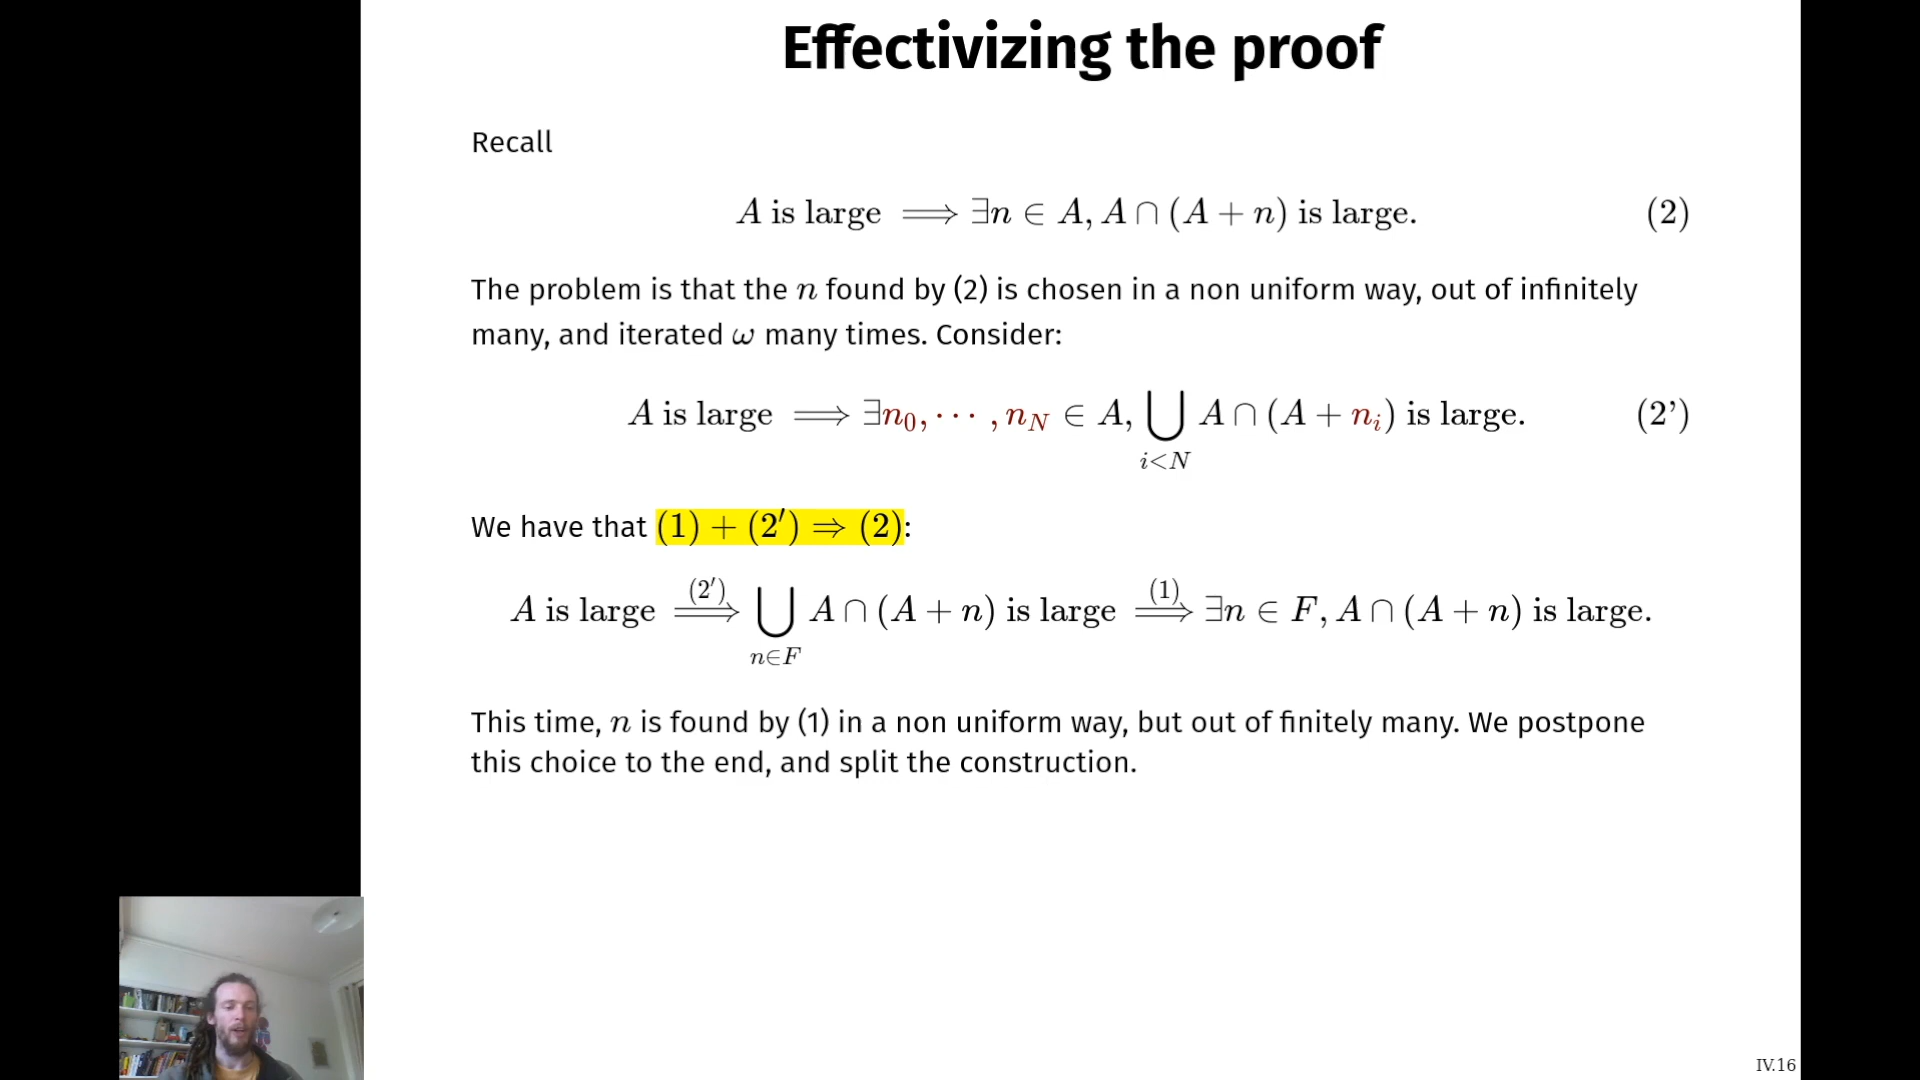 Effectivizing the proof
Recall
A is large ⟹ ∃n ∈ A, A ∩ (A + n) is large. (2)
The problem is that the n found by (2) is chosen in a non uniform way, out of infinitely
many, and iterated ω many times. Consider:
A is large ⟹ ∃n₀, ⋯ , n_N ∈ A, ⋃_{i<N} A ∩ (A + nᵢ) is large. (2’)
We have that (1) + (2′) ⇒ (2):
A is large ⟹^{(2′)} ⋃_{n∈F} A ∩ (A + n) is large ⟹^{(1)} ∃n ∈ F, A ∩ (A + n) is large.
This time, n is found by (1) in a non uniform way, but out of finitely many. We postpone
this choice to the end, and split the construction.
IV.16